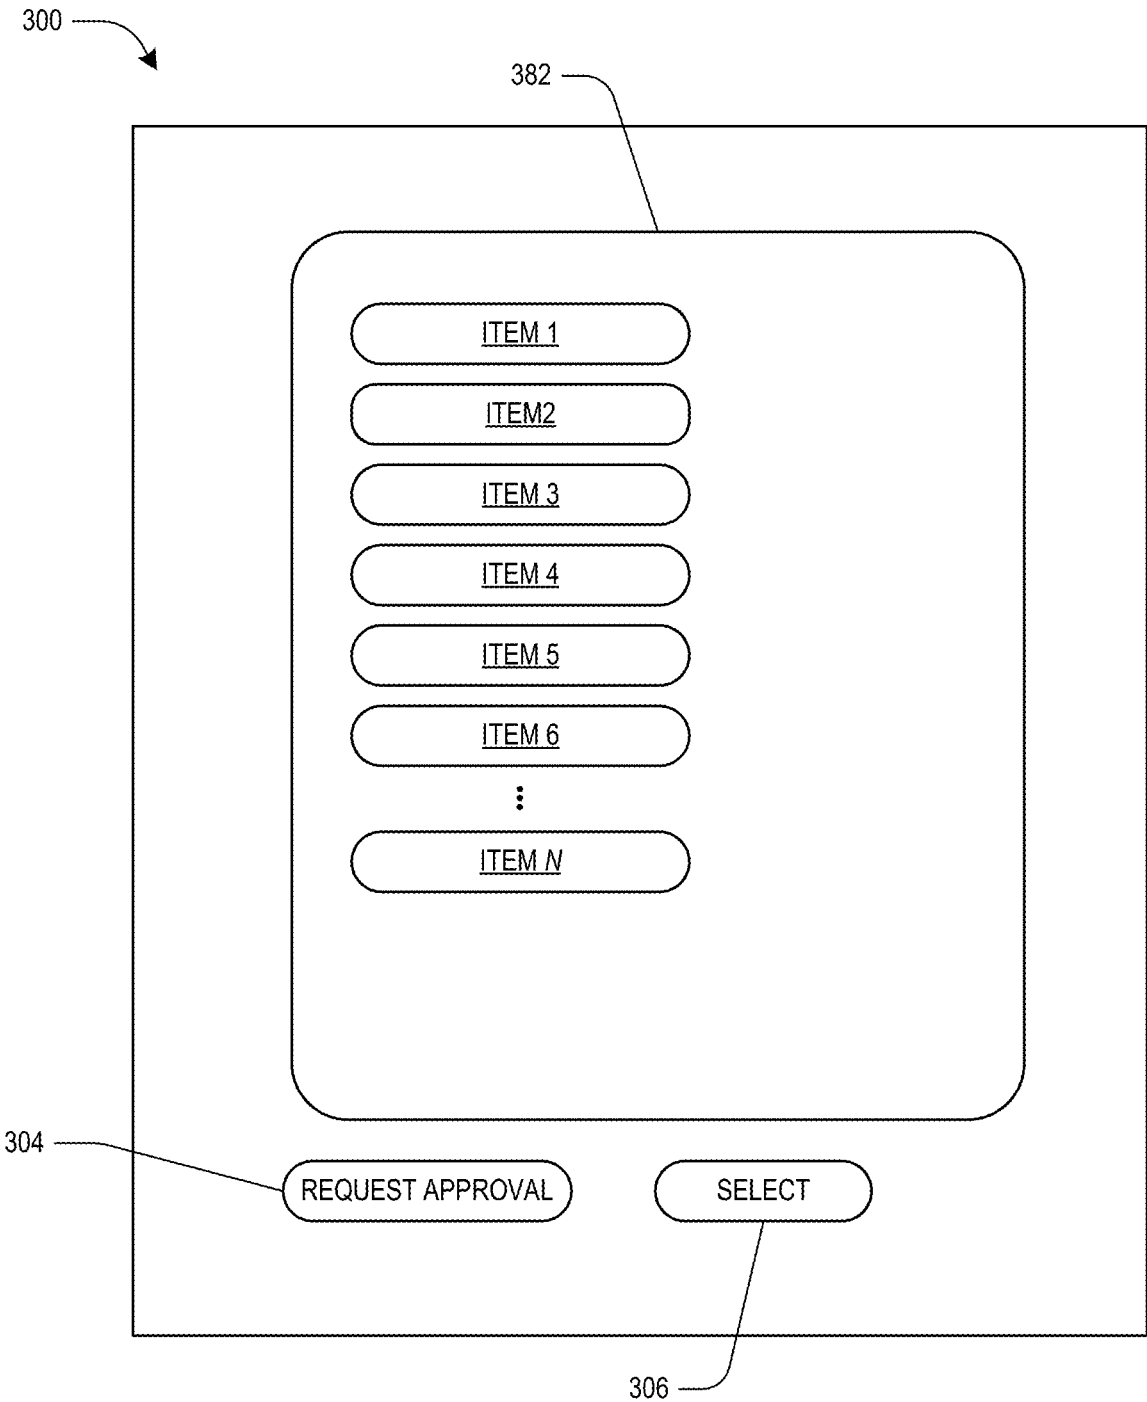 300
382
ITEM 1
ITEM2
ITEM 3
ITEM 4
ITEM 5
ITEM 6
ITEM N
304
REQUEST APPROVAL
SELECT
306